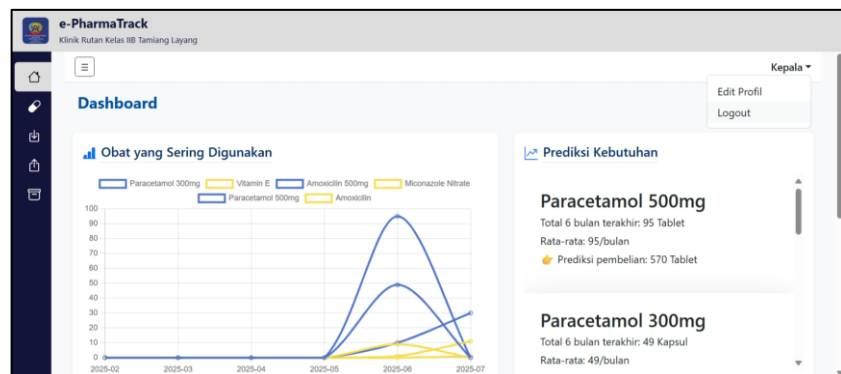 e-PharmaTrack
Klinik Rutan Kelas IIB Tamiang Layang
Kepala
Edit Profil
Logout
Dashboard
Obat yang Sering Digunakan
Paracetamol 300mg Vitamin E Amoxicilin 500mg Miconazole Nitrate
Paracetamol 500mg Amoxicilin
100
90
80
70
60
50
40
30
20
10
0
2025-02 2025-03 2025-04 2025-05 2025-06 2025-07
Prediksi Kebutuhan
Paracetamol 500mg
Total 6 bulan terakhir: 95 Tablet
Rata-rata: 95/bulan
👉 Prediksi pembelian: 570 Tablet
Paracetamol 300mg
Total 6 bulan terakhir: 49 Kapsul
Rata-rata: 49/bulan